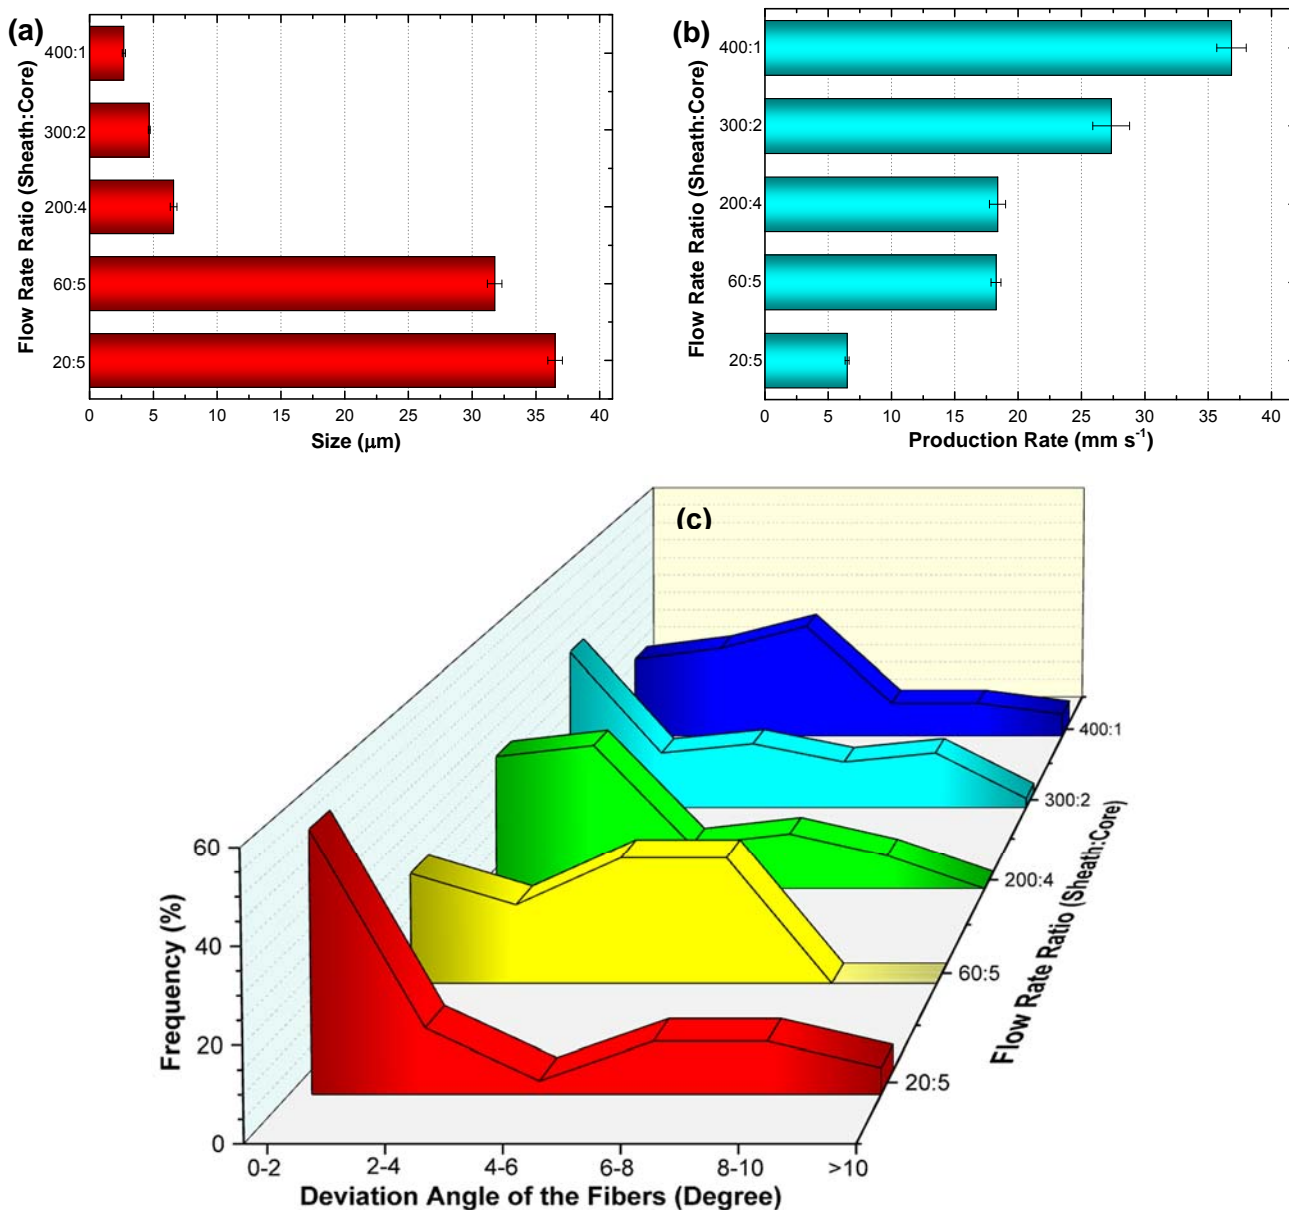 (a)
Flow Rate Ratio (Sheath:Core)
400:1
300:2
200:4
60:5
20:5
0 5 10 15 20 25 30 35 40
Size (μm)
(b)
Flow Rate Ratio (Sheath:Core)
400:1
300:2
200:4
60:5
20:5
0 5 10 15 20 25 30 35 40
Production Rate (mm s⁻¹)
(c)
Frequency (%)
60
40
20
0
0-2 2-4 4-6 6-8 8-10 >10
Deviation Angle of the Fibers (Degree)
400:1
300:2
200:4
60:5
20:5
Flow Rate Ratio (Sheath:Core)